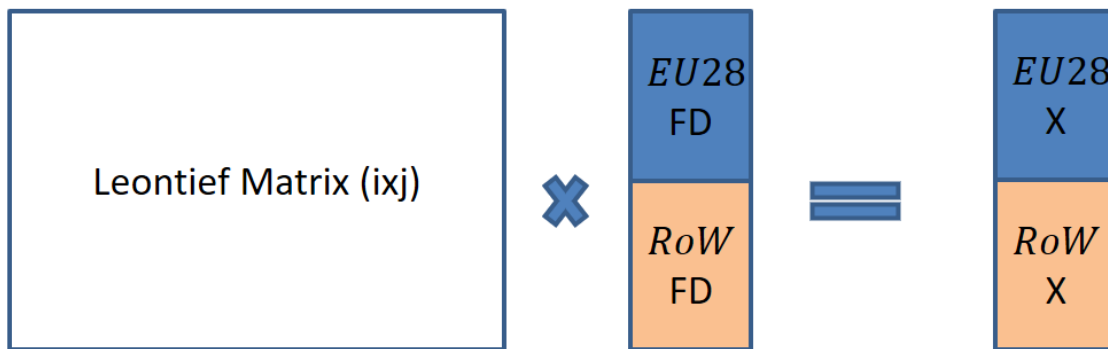 Leontief Matrix (ixj)
EU28
FD
RoW
FD
EU28
X
RoW
X